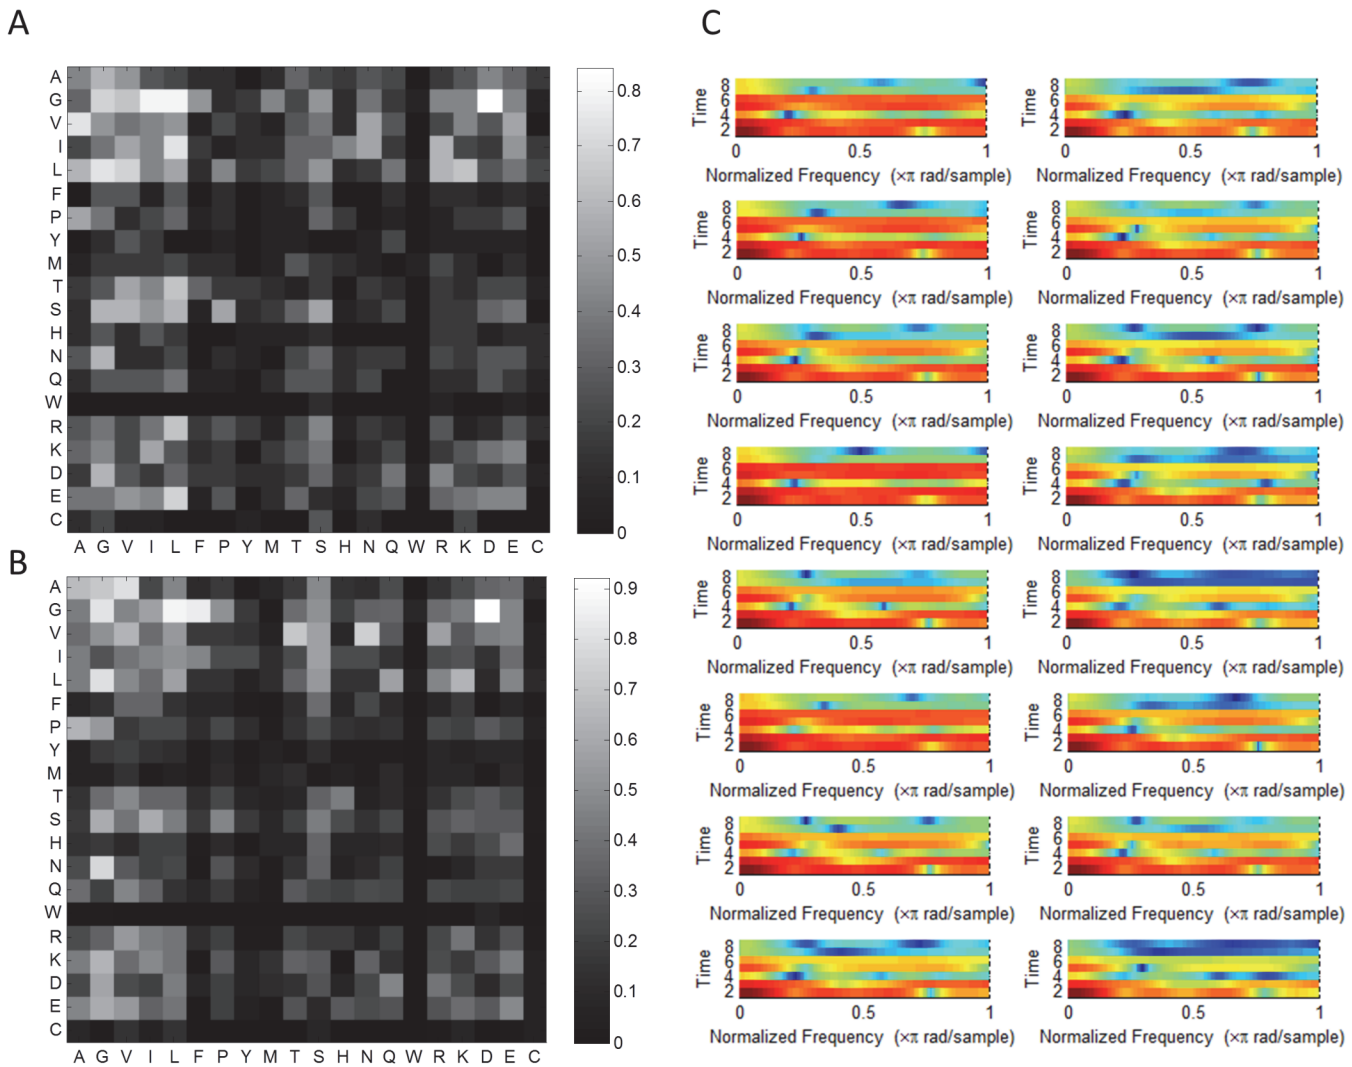 A
A
G
V
I
L
F
P
Y
M
T
S
H
N
Q
W
R
K
D
E
C
A G V I L F P Y M T S H N Q W R K D E C
0.8
0.7
0.6
0.5
0.4
0.3
0.2
0.1
0
B
A
G
V
I
L
F
P
Y
M
T
S
H
N
Q
W
R
K
D
E
C
A G V I L F P Y M T S H N Q W R K D E C
0.9
0.8
0.7
0.6
0.5
0.4
0.3
0.2
0.1
0
C
Time
8
6
4
2
0 0.5 1
Normalized Frequency (×π rad/sample)
Time
8
6
4
2
0 0.5 1
Normalized Frequency (×π rad/sample)
Time
8
6
4
2
0 0.5 1
Normalized Frequency (×π rad/sample)
Time
8
6
4
2
0 0.5 1
Normalized Frequency (×π rad/sample)
Time
8
6
4
2
0 0.5 1
Normalized Frequency (×π rad/sample)
Time
8
6
4
2
0 0.5 1
Normalized Frequency (×π rad/sample)
Time
8
6
4
2
0 0.5 1
Normalized Frequency (×π rad/sample)
Time
8
6
4
2
0 0.5 1
Normalized Frequency (×π rad/sample)
Time
8
6
4
2
0 0.5 1
Normalized Frequency (×π rad/sample)
Time
8
6
4
2
0 0.5 1
Normalized Frequency (×π rad/sample)
Time
8
6
4
2
0 0.5 1
Normalized Frequency (×π rad/sample)
Time
8
6
4
2
0 0.5 1
Normalized Frequency (×π rad/sample)
Time
8
6
4
2
0 0.5 1
Normalized Frequency (×π rad/sample)
Time
8
6
4
2
0 0.5 1
Normalized Frequency (×π rad/sample)
Time
8
6
4
2
0 0.5 1
Normalized Frequency (×π rad/sample)
Time
8
6
4
2
0 0.5 1
Normalized Frequency (×π rad/sample)